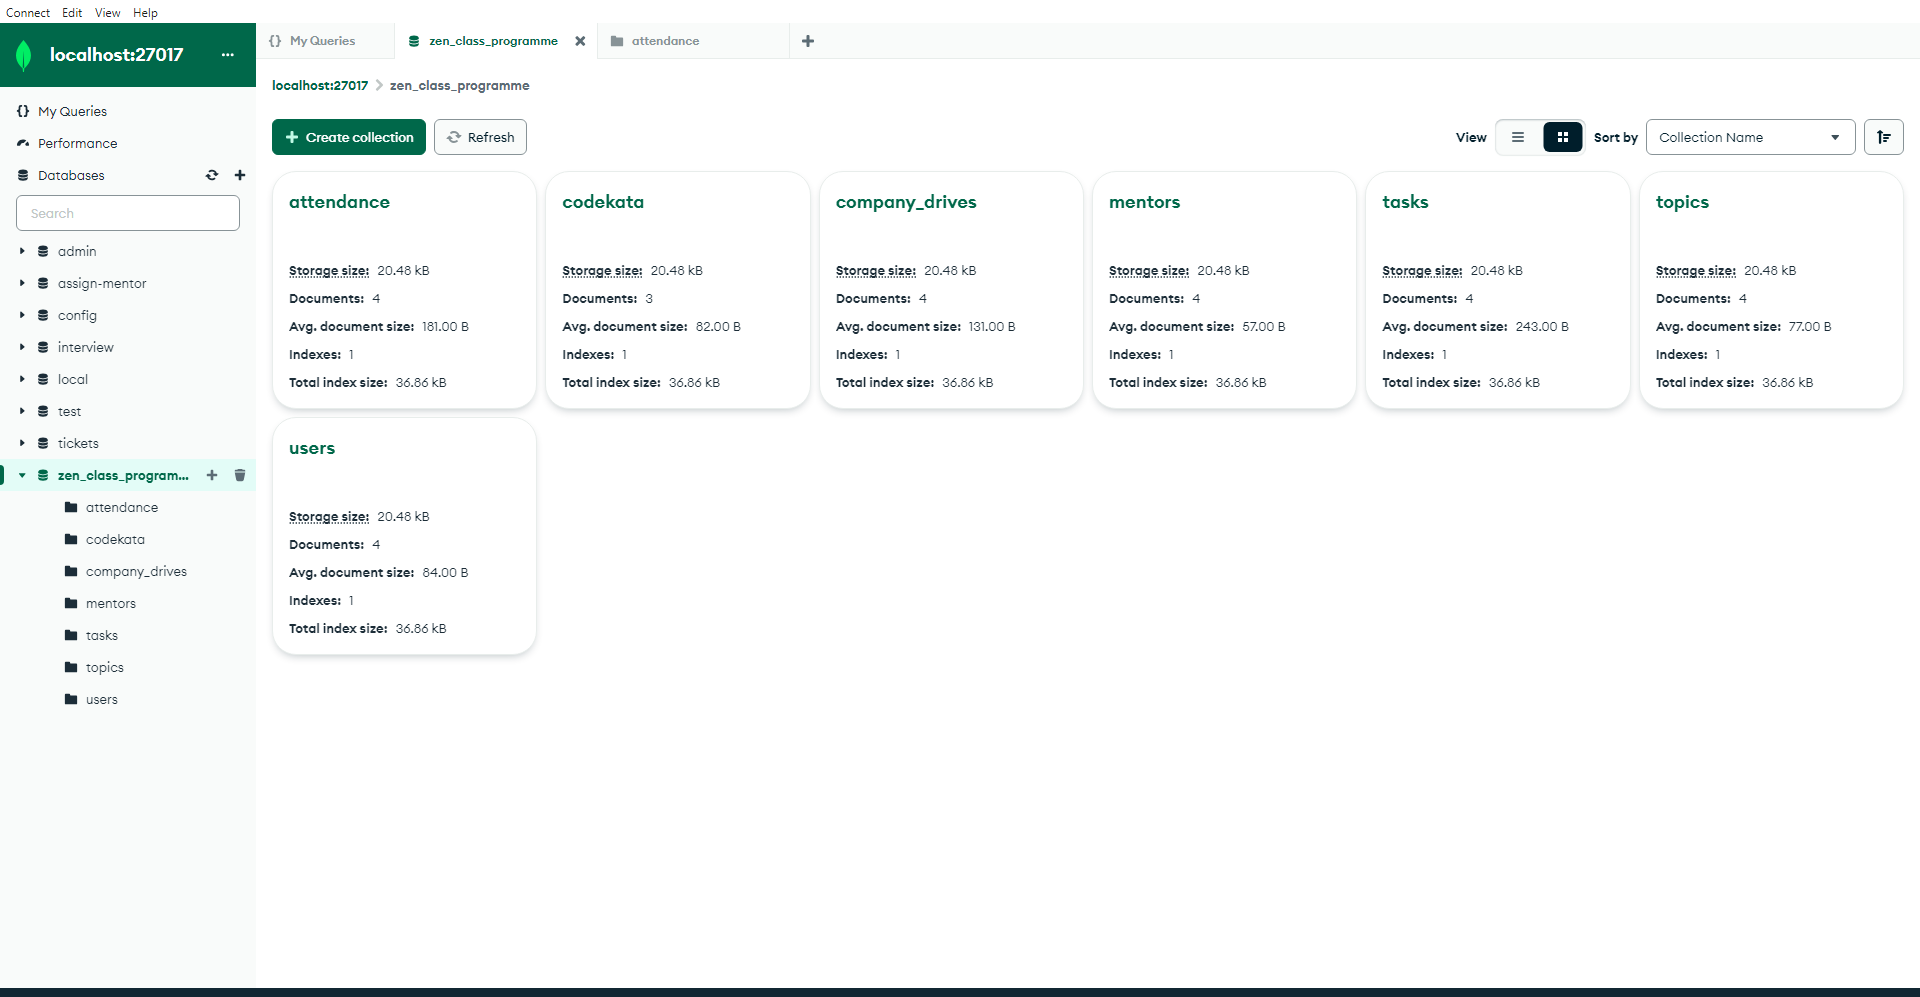 Connect Edit View Help
localhost:27017 ...
{} My Queries
Performance
Databases
Search
admin
assign-mentor
config
interview
local
test
tickets
zen_class_program...
attendance
codekata
company_drives
mentors
tasks
topics
users
{} My Queries
zen_class_programme
attendance
localhost:27017 > zen_class_programme
Create collection
Refresh
View
Sort by
Collection Name
attendance
Storage size: 20.48 kB
Documents: 4
Avg. document size: 181.00 B
Indexes: 1
Total index size: 36.86 kB
codekata
Storage size: 20.48 kB
Documents: 3
Avg. document size: 82.00 B
Indexes: 1
Total index size: 36.86 kB
company_drives
Storage size: 20.48 kB
Documents: 4
Avg. document size: 131.00 B
Indexes: 1
Total index size: 36.86 kB
mentors
Storage size: 20.48 kB
Documents: 4
Avg. document size: 57.00 B
Indexes: 1
Total index size: 36.86 kB
tasks
Storage size: 20.48 kB
Documents: 4
Avg. document size: 243.00 B
Indexes: 1
Total index size: 36.86 kB
topics
Storage size: 20.48 kB
Documents: 4
Avg. document size: 77.00 B
Indexes: 1
Total index size: 36.86 kB
users
Storage size: 20.48 kB
Documents: 4
Avg. document size: 84.00 B
Indexes: 1
Total index size: 36.86 kB